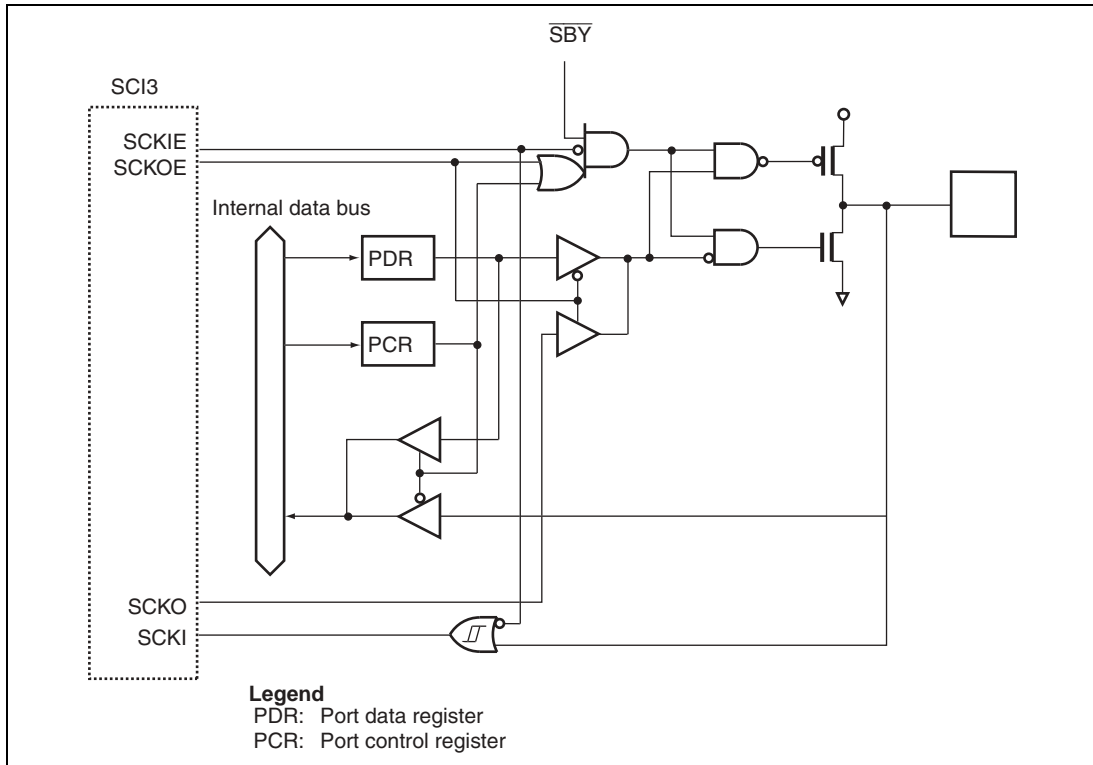 SBY
SCI3
SCKIE
SCKOE
Internal data bus
PDR
PCR
SCKO
SCKI
Legend
PDR: Port data register
PCR: Port control register